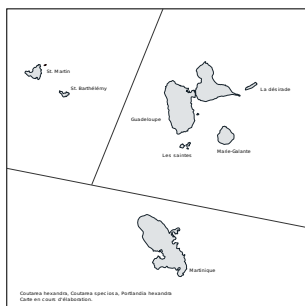 St. Martin
St. Barthélémy
La désirade
Guadeloupe
Les saintes
Marie-Galante
Martinique
Coutarea hexandra, Coutarea speciosa, Portlandia hexandra
Carte en cours d'élaboration.